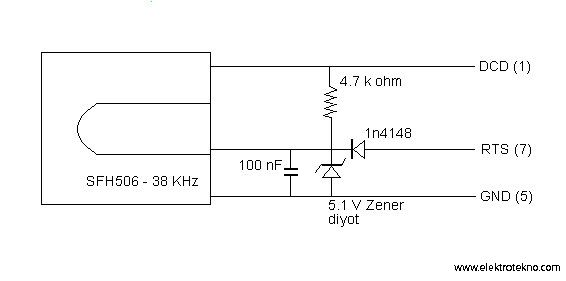 DCD (1)
4.7 k ohm
1n4148
RTS (7)
100 nF
SFH506 - 38 KHz
GND (5)
5.1 V Zener
diyot
www.elektrotekno.com